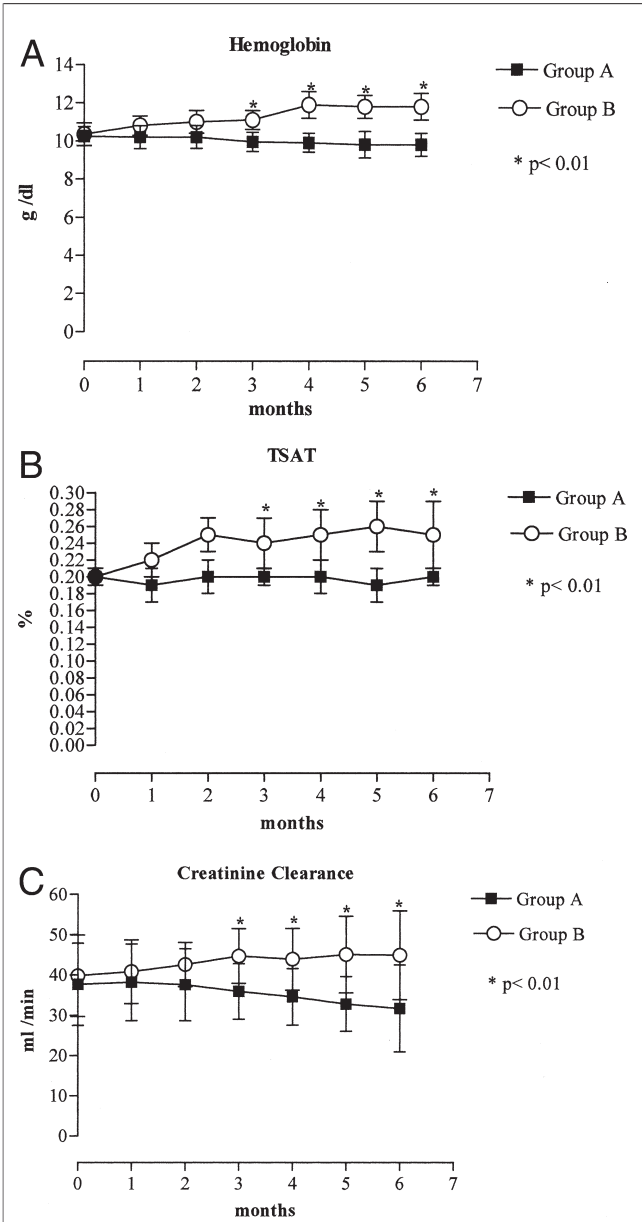 A
Hemoglobin
14
12
10
8
6
4
2
0
g /dl
* * * *
0 1 2 3 4 5 6 7
months
Group A
Group B
* p< 0.01
B
TSAT
0.30
0.28
0.26
0.24
0.22
0.20
0.18
0.16
0.14
0.12
0.10
0.08
0.06
0.04
0.02
0.00
%
* * * *
0 1 2 3 4 5 6 7
months
Group A
Group B
* p< 0.01
C
Creatinine Clearance
60
50
40
30
20
10
0
ml /min
* * * *
0 1 2 3 4 5 6 7
months
Group A
Group B
* p< 0.01